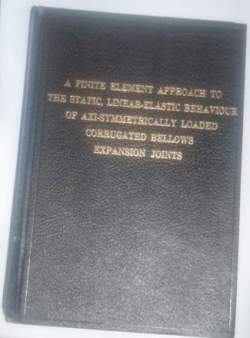 A FINITE ELEMENT APPROACH TO
THE STATIC, LINEAR-ELASTIC BEHAVIOUR
OF AXI-SYMMETRICALLY LOADED
CORRUGATED BELLOWS
EXPANSION JOINTS